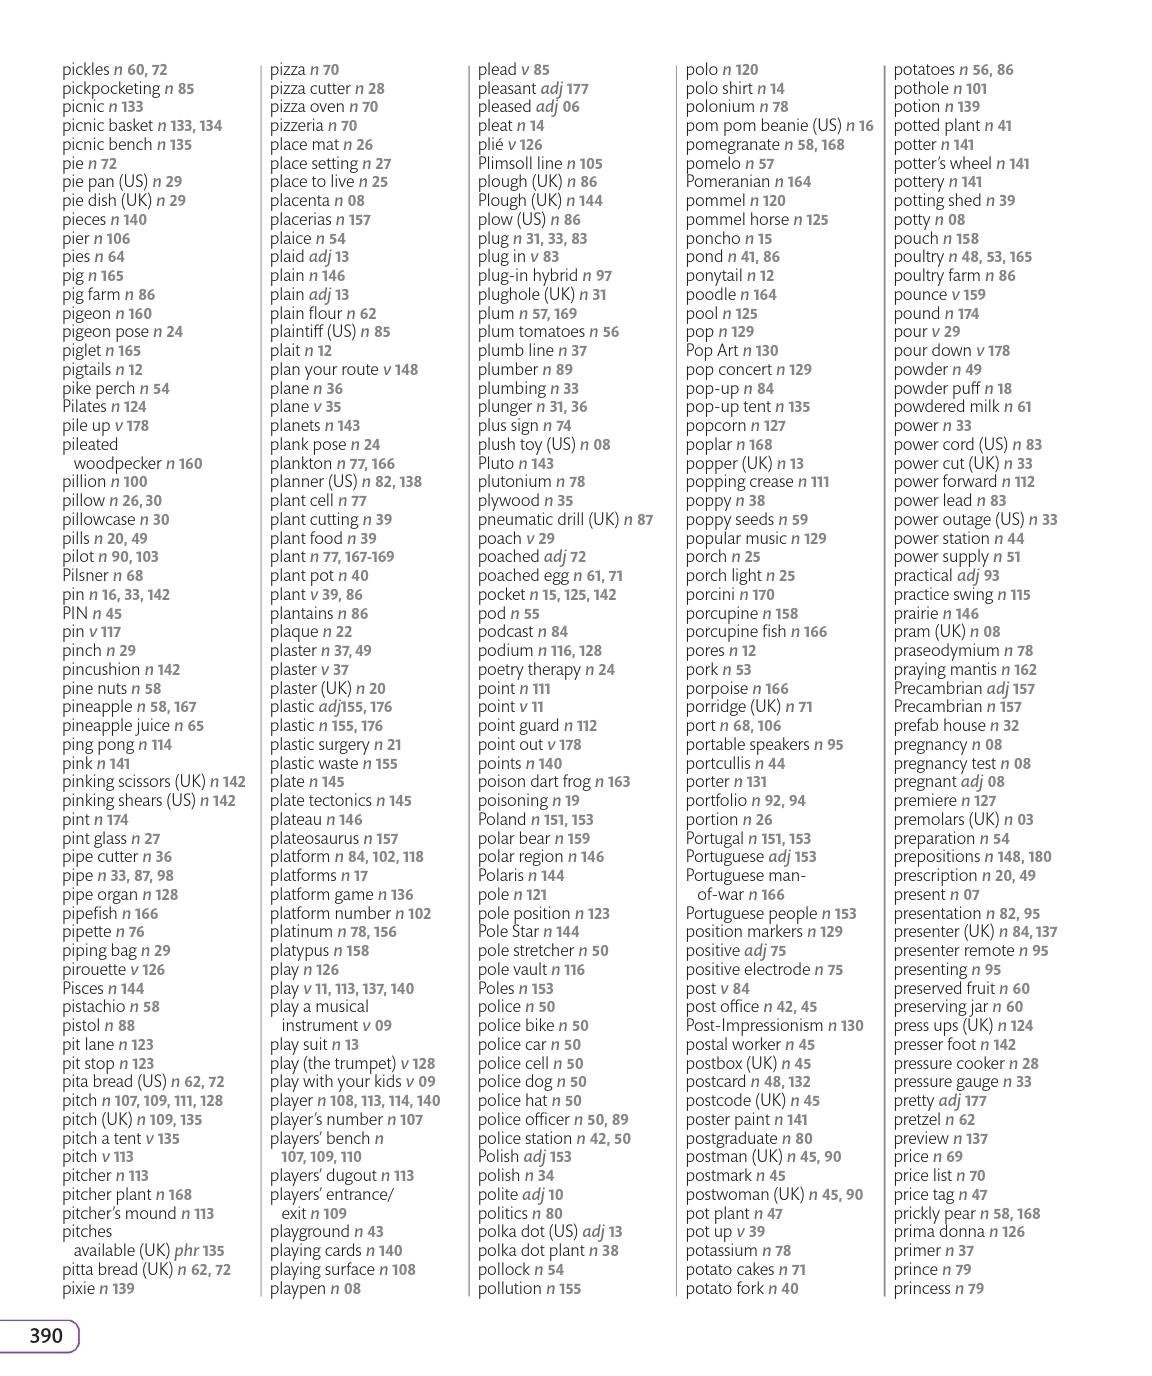 pickles n 60, 72
pickpocketing n 85
picnic n 133
picnic basket n 133, 134
picnic bench n 135
pie n 72
pie pan (US) n 29
pie dish (UK) n 29
pieces n 140
pier n 106
pies n 64
pig n 165
pig farm n 86
pigeon n 160
pigeon pose n 24
piglet n 165
pigtails n 12
pike perch n 54
Pilates n 124
pile up v 178
pileated
woodpecker n 160
pillion n 100
pillow n 26, 30
pillowcase n 30
pills n 20, 49
pilot n 90, 103
Pilsner n 68
pin n 16, 33, 142
PIN n 45
pin v 117
pinch n 29
pincushion n 142
pine nuts n 58
pineapple n 58, 167
pineapple juice n 65
ping pong n 114
pink n 141
pinking scissors (UK) n 142
pinking shears (US) n 142
pint n 174
pint glass n 27
pipe cutter n 36
pipe n 33, 87, 98
pipe organ n 128
pipefish n 166
pipette n 76
piping bag n 29
pirouette v 126
Pisces n 144
pistachio n 58
pistol n 88
pit lane n 123
pit stop n 123
pita bread (US) n 62, 72
pitch n 107, 109, 111, 128
pitch (UK) n 109, 135
pitch a tent v 135
pitch v 113
pitcher n 113
pitcher plant n 168
pitcher's mound n 113
pitches
available (UK) phr 135
pitta bread (UK) n 62, 72
pixie n 139
pizza n 70
pizza cutter n 28
pizza oven n 70
pizzeria n 70
place mat n 26
place setting n 27
place to live n 25
placenta n 08
placerias n 157
plaice n 54
plaid adj 13
plain n 146
plain adj 13
plain flour n 62
plaintiff (US) n 85
plait n 12
plan your route v 148
plane n 36
plane v 35
planets n 143
plank pose n 24
plankton n 77, 166
planner (US) n 82, 138
plant cell n 77
plant cutting n 39
plant food n 39
plant n 77, 167-169
plant pot n 40
plant v 39, 86
plantains n 86
plaque n 22
plaster n 37, 49
plaster v 37
plaster (UK) n 20
plastic adj155, 176
plastic n 155, 176
plastic surgery n 21
plastic waste n 155
plate n 145
plate tectonics n 145
plateau n 146
plateosaurus n 157
platform n 84, 102, 118
platforms n 17
platform game n 136
platform number n 102
platinum n 78, 156
platypus n 158
play n 126
play v 11, 113, 137, 140
play a musical
instrument v 09
play suit n 13
play (the trumpet) v 128
play with your kids v 09
player n 108, 113, 114, 140
player's number n 107
players' bench n
107, 109, 110
players' dugout n 113
players' entrance/
exit n 109
playground n 43
playing cards n 140
playing surface n 108
playpen n 08
plead v 85
pleasant adj 177
pleased adj 06
pleat n 14
plié v 126
Plimsoll line n 105
plough (UK) n 86
Plough (UK) n 144
plow (US) n 86
plug n 31, 33, 83
plug in v 83
plug-in hybrid n 97
plughole (UK) n 31
plum n 57, 169
plum tomatoes n 56
plumb line n 37
plumber n 89
plumbing n 33
plunger n 31, 36
plus sign n 74
plush toy (US) n 08
Pluto n 143
plutonium n 78
plywood n 35
pneumatic drill (UK) n 87
poach v 29
poached adj 72
poached egg n 61, 71
pocket n 15, 125, 142
pod n 55
podcast n 84
podium n 116, 128
poetry therapy n 24
point n 111
point v 11
point guard n 112
point out v 178
points n 140
poison dart frog n 163
poisoning n 19
Poland n 151, 153
polar bear n 159
polar region n 146
Polaris n 144
pole n 121
pole position n 123
Pole Star n 144
pole stretcher n 50
pole vault n 116
Poles n 153
police n 50
police bike n 50
police car n 50
police cell n 50
police dog n 50
police hat n 50
police officer n 50, 89
police station n 42, 50
Polish adj 153
polish n 34
polite adj 10
politics n 80
polka dot (US) adj 13
polka dot plant n 38
pollock n 54
pollution n 155
polo n 120
polo shirt n 14
polonium n 78
pom pom beanie (US) n 16
pomegranate n 58, 168
pomelo n 57
Pomeranian n 164
pommel n 120
pommel horse n 125
poncho n 15
pond n 41, 86
ponytail n 12
poodle n 164
pool n 125
pop n 129
Pop Art n 130
pop concert n 129
pop-up n 84
pop-up tent n 135
popcorn n 127
poplar n 168
popper (UK) n 13
popping crease n 111
poppy n 38
poppy seeds n 59
popular music n 129
porch n 25
porch light n 25
porcini n 170
porcupine n 158
porcupine fish n 166
pores n 12
pork n 53
porpoise n 166
porridge (UK) n 71
port n 68, 106
portable speakers n 95
portcullis n 44
porter n 131
portfolio n 92, 94
portion n 26
Portugal n 151, 153
Portuguese adj 153
Portuguese man-
of-war n 166
Portuguese people n 153
position markers n 129
positive adj 75
positive electrode n 75
post v 84
post office n 42, 45
Post-Impressionism n 130
postal worker n 45
postbox (UK) n 45
postcard n 48, 132
postcode (UK) n 45
poster paint n 141
postgraduate n 80
postman (UK) n 45, 90
postmark n 45
postwoman (UK) n 45, 90
pot plant n 47
pot up v 39
potassium n 78
potato cakes n 71
potato fork n 40
potatoes n 56, 86
pothole n 101
potion n 139
potted plant n 41
potter n 141
potter's wheel n 141
pottery n 141
potting shed n 39
potty n 08
pouch n 158
poultry n 48, 53, 165
poultry farm n 86
pounce v 159
pound n 174
pour v 29
pour down v 178
powder n 49
powder puff n 18
powdered milk n 61
power n 33
power cord (US) n 83
power cut (UK) n 33
power forward n 112
power lead n 83
power outage (US) n 33
power station n 44
power supply n 51
practical adj 93
practice swing n 115
prairie n 146
pram (UK) n 08
praseodymium n 78
praying mantis n 162
Precambrian adj 157
Precambrian n 157
prefab house n 32
pregnancy n 08
pregnancy test n 08
pregnant adj 08
premiere n 127
premolars (UK) n 03
preparation n 54
prepositions n 148, 180
prescription n 20, 49
present n 07
presentation n 82, 95
presenter (UK) n 84, 137
presenter remote n 95
presenting n 95
preserved fruit n 60
preserving jar n 60
press ups (UK) n 124
presser foot n 142
pressure cooker n 28
pressure gauge n 33
pretty adj 177
pretzel n 62
preview n 137
price n 69
price list n 70
price tag n 47
prickly pear n 58, 168
prima donna n 126
primer n 37
prince n 79
princess n 79
390